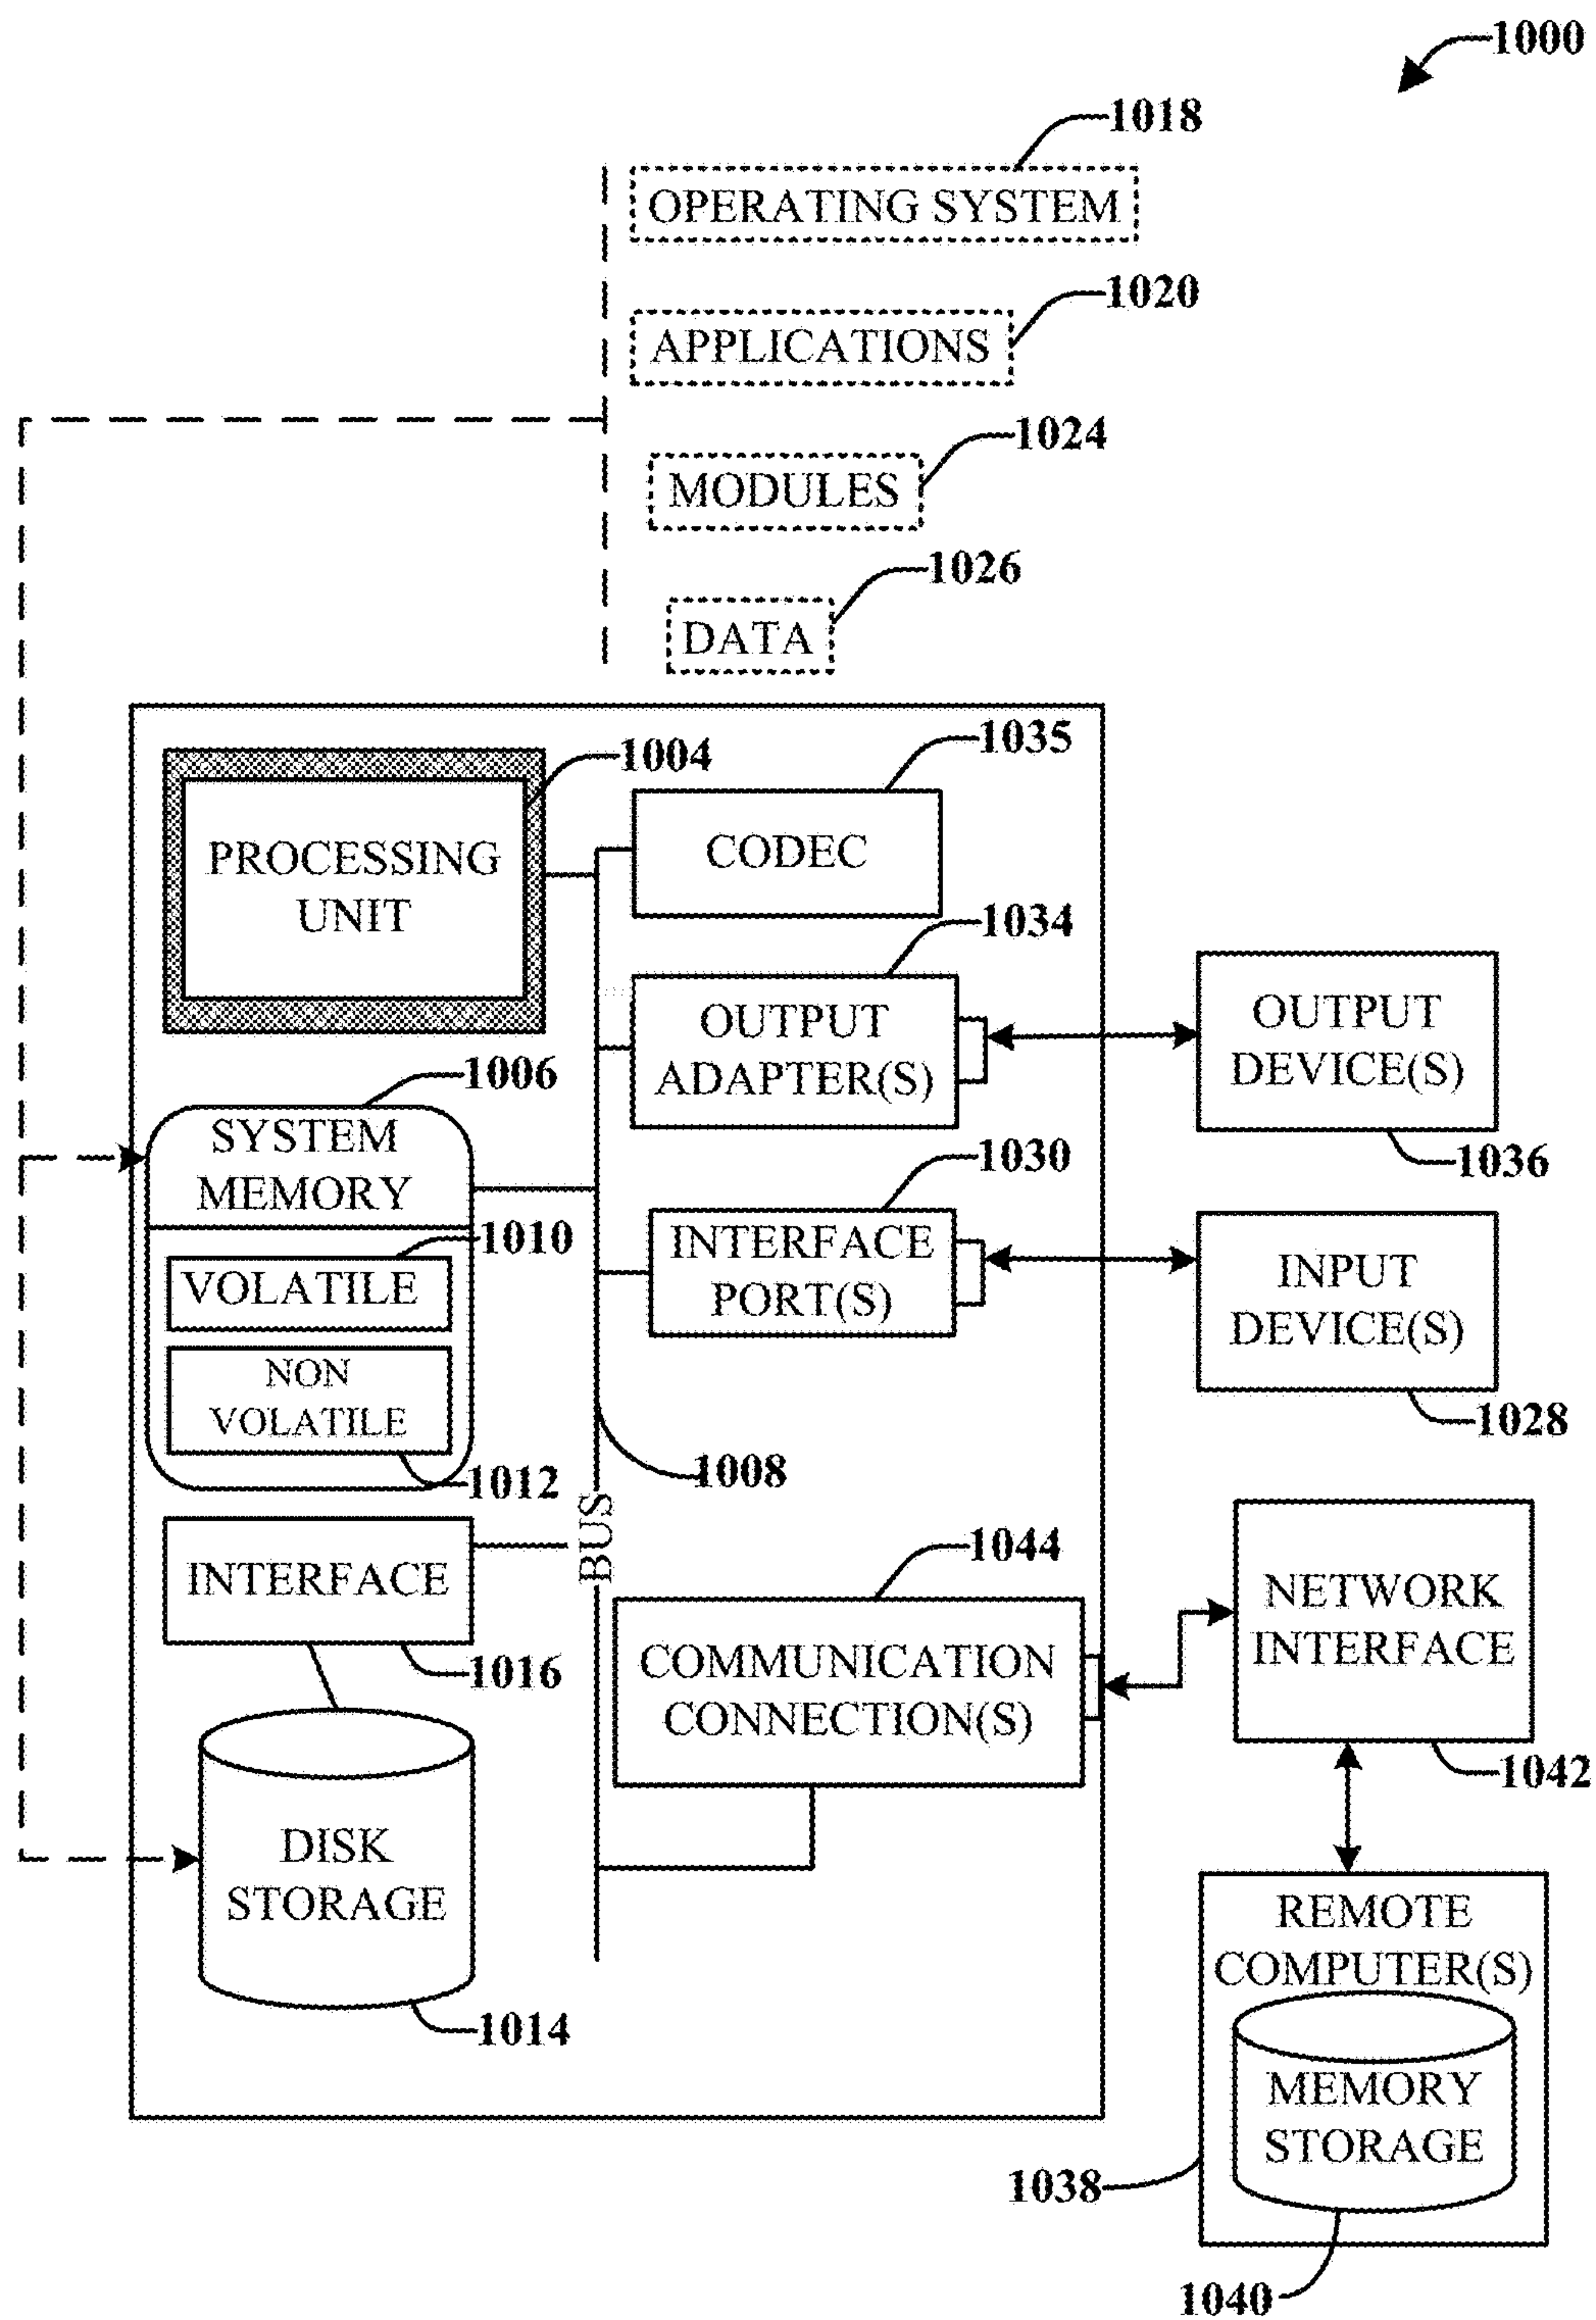 1000
1018
OPERATING SYSTEM
1020
APPLICATIONS
1024
MODULES
1026
DATA
1035
1004
CODEC
PROCESSING
UNIT
1034
OUTPUT
ADAPTER(S)
OUTPUT
DEVICE(S)
1036
1006
SYSTEM
MEMORY
1030
1010
INTERFACE
PORT(S)
VOLATILE
INPUT
DEVICE(S)
1028
NON
VOLATILE
1012
1008
BUS
INTERFACE
1016
1044
COMMUNICATION
CONNECTION(S)
NETWORK
INTERFACE
1042
DISK
STORAGE
1014
REMOTE
COMPUTER(S)
MEMORY
STORAGE
1038
1040